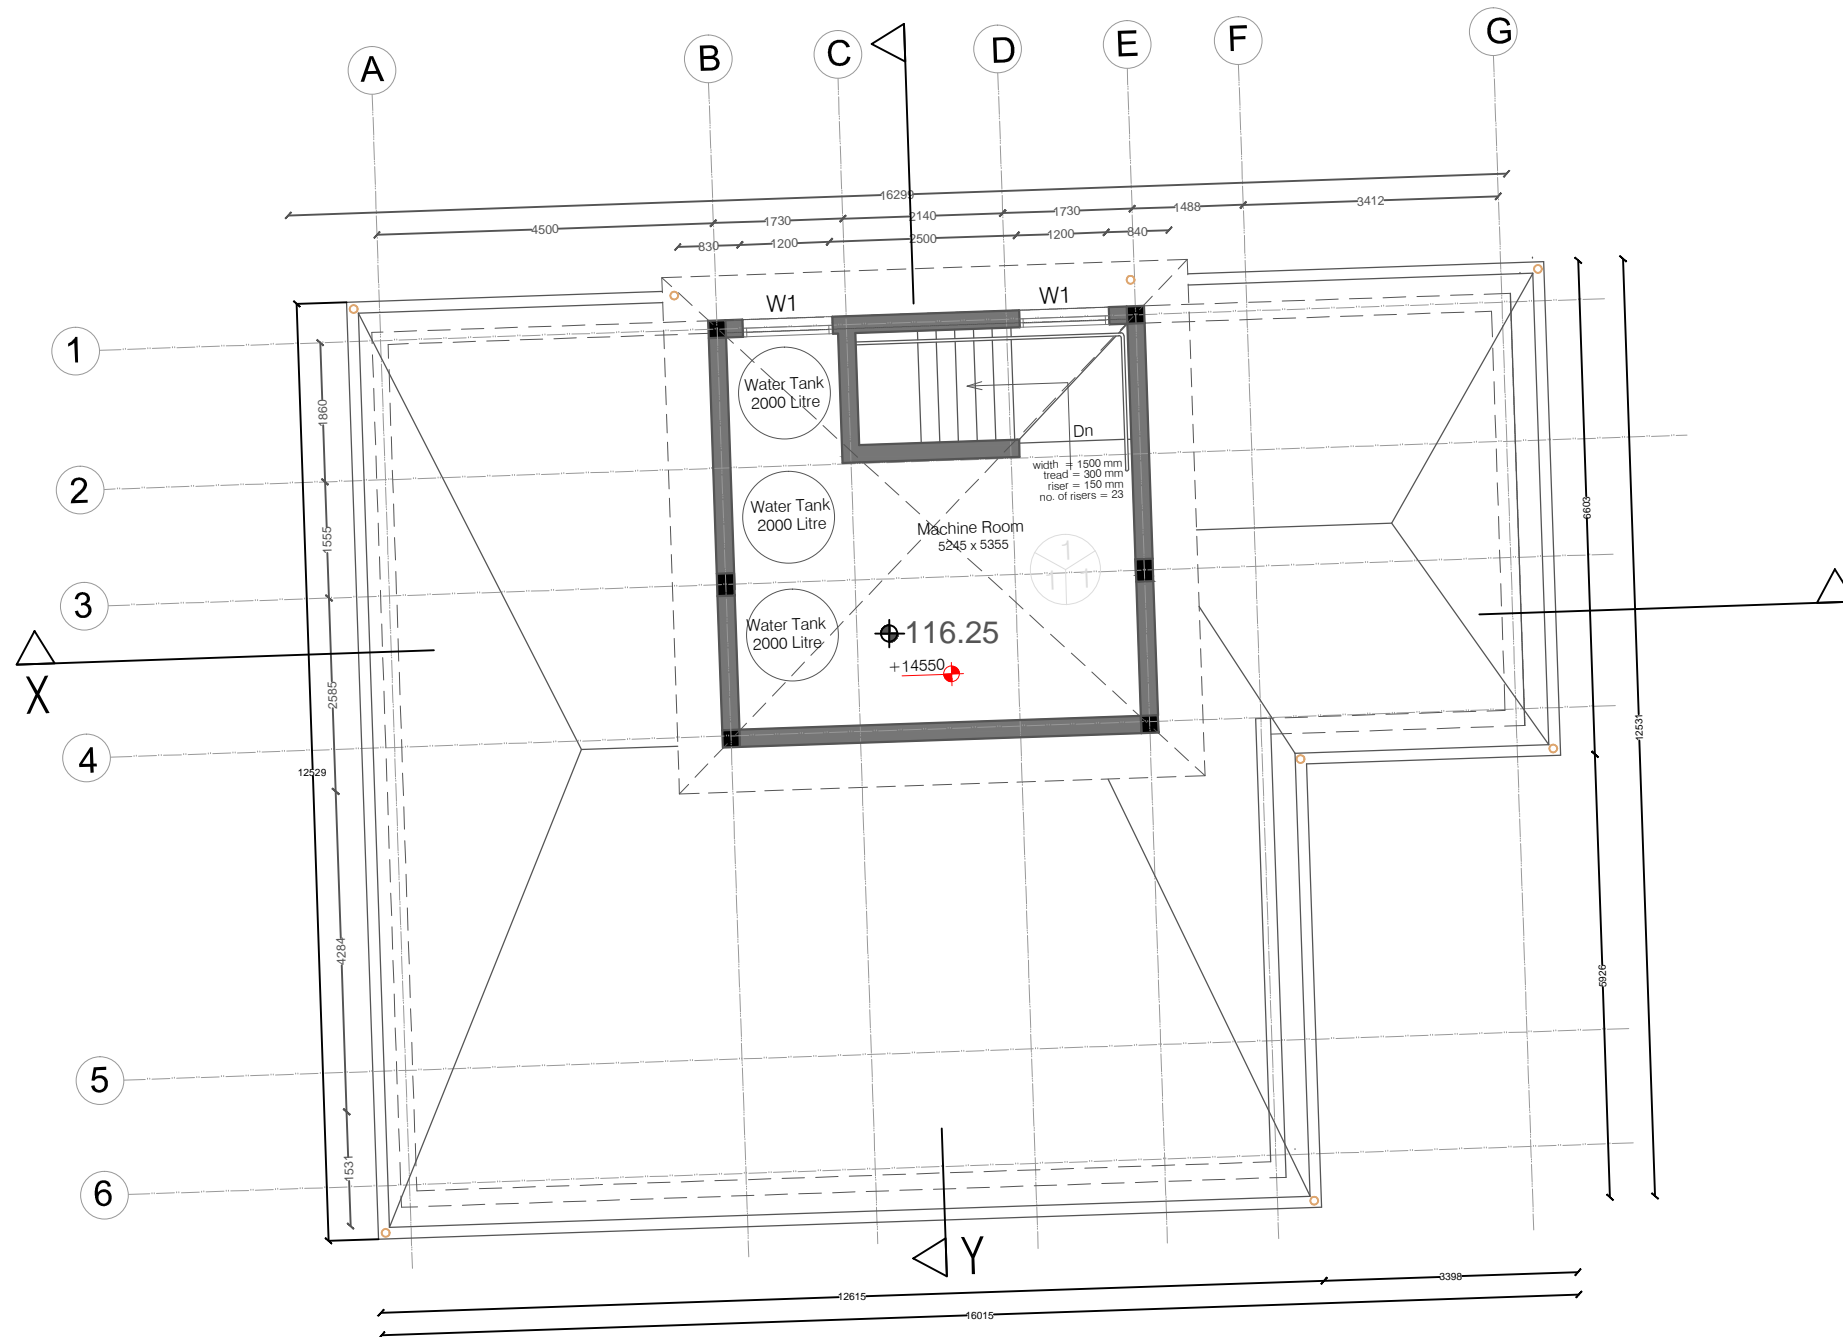 A
B
C
D
E
F
G
16299
4500
1730
2140
1730
1488
3412
830
1200
2500
1200
840
W1
W1
1
2
3
4
5
6
1860
1555
2585
4284
1531
12529
Water Tank
2000 Litre
Water Tank
2000 Litre
Water Tank
2000 Litre
Dn
width = 1500 mm
tread = 300 mm
riser = 150 mm
no. of risers = 23
Machine Room
5245 x 5355
1
1
1
116.25
+14550
6603
5926
12531
X
Y
12615
3398
16015